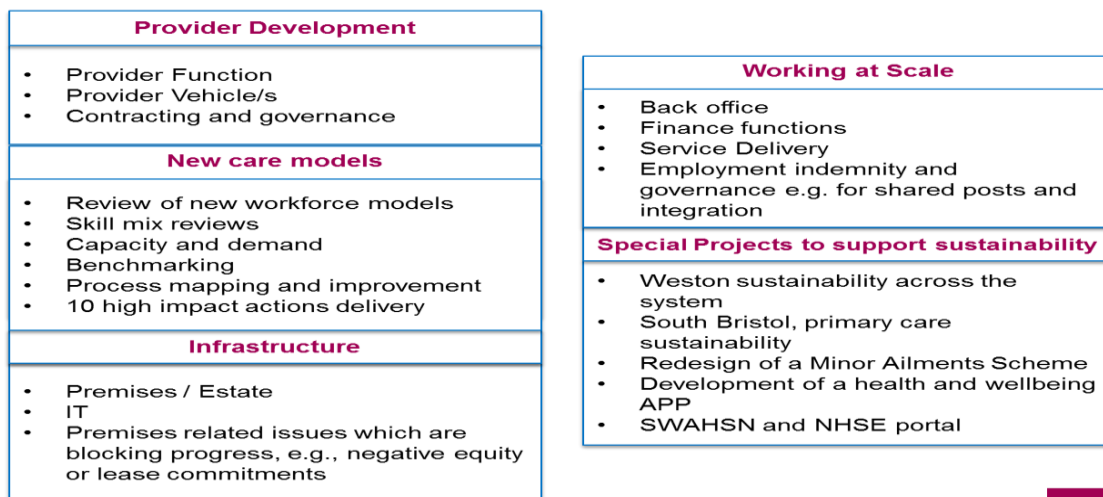 Provider Development
• Provider Function
• Provider Vehicle/s
• Contracting and governance
New care models
• Review of new workforce models
• Skill mix reviews
• Capacity and demand
• Benchmarking
• Process mapping and improvement
• 10 high impact actions delivery
Infrastructure
• Premises / Estate
• IT
• Premises related issues which are
blocking progress, e.g., negative equity
or lease commitments
Working at Scale
• Back office
• Finance functions
• Service Delivery
• Employment indemnity and
governance e.g. for shared posts and
integration
Special Projects to support sustainability
• Weston sustainability across the
system
• South Bristol, primary care
sustainability
• Redesign of a Minor Ailments Scheme
• Development of a health and wellbeing
APP
• SWAHSN and NHSE portal